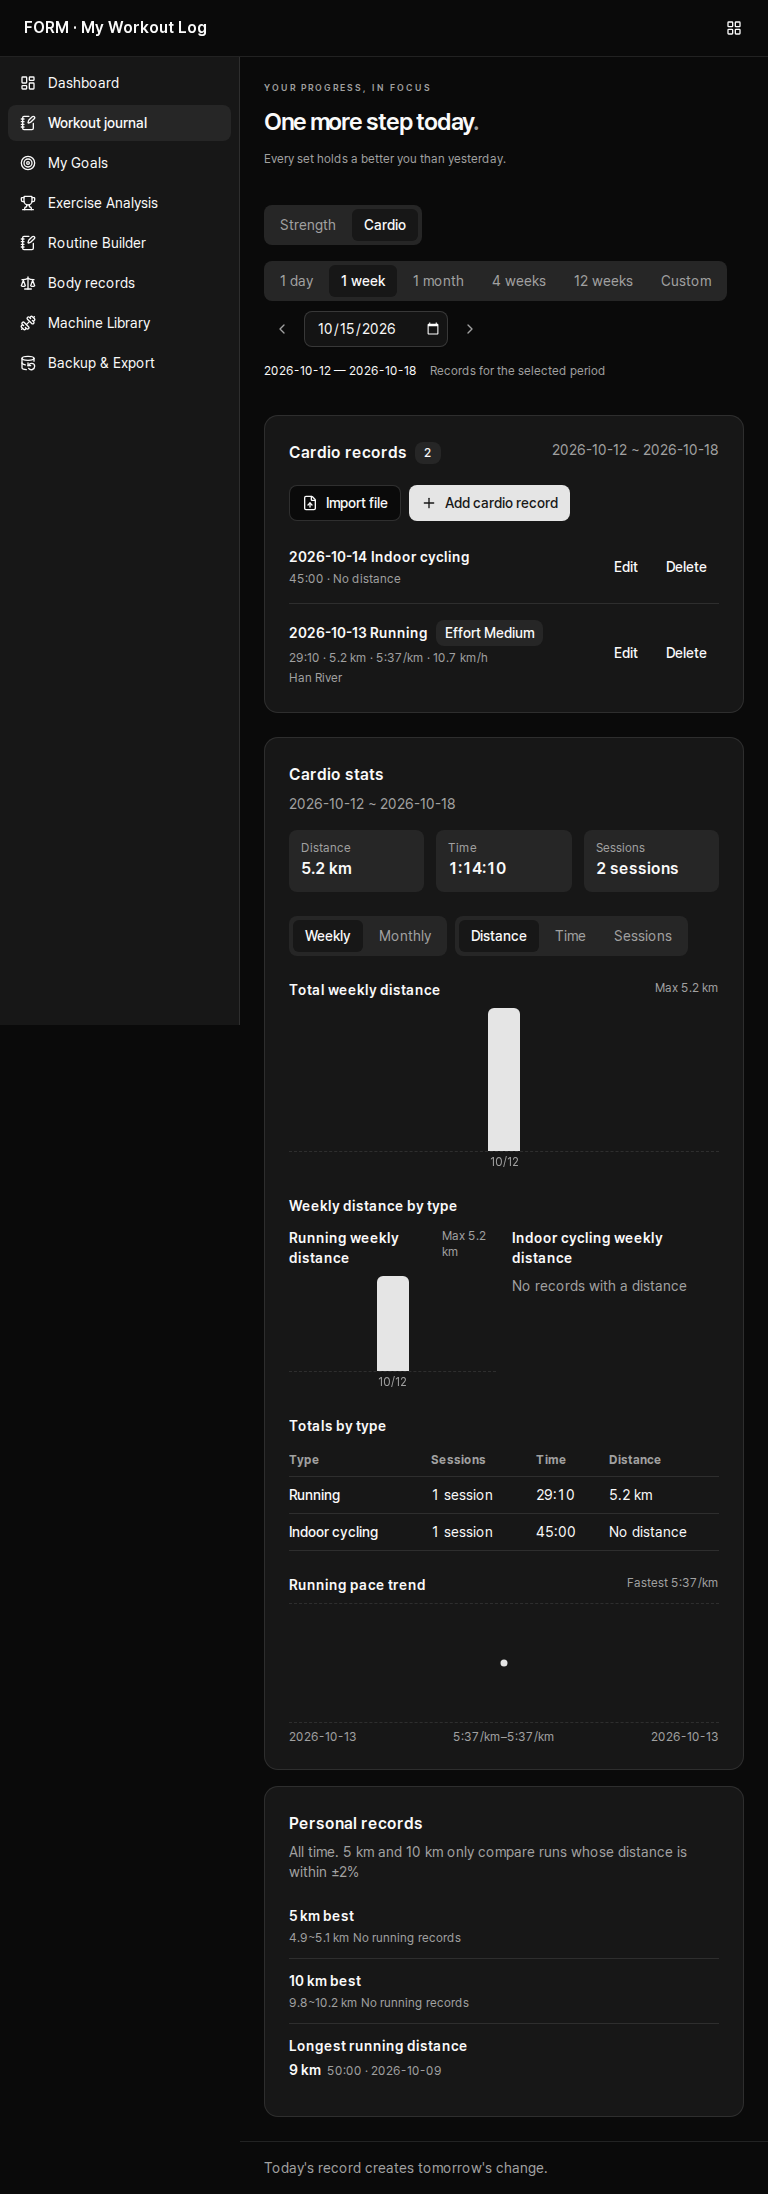 FORM · My Workout Log
Dashboard
Workout journal
My Goals
Exercise Analysis
Routine Builder
Body records
Machine Library
Backup & Export
YOUR PROGRESS, IN FOCUS
One more step today.
Every set holds a better you than yesterday.
Strength Cardio
1 day 1 week 1 month 4 weeks 12 weeks Custom
10/15/2026
2026-10-12 — 2026-10-18 Records for the selected period
Cardio records 2 2026-10-12 ~ 2026-10-18
Import file Add cardio record
2026-10-14 Indoor cycling
45:00 · No distance
Edit Delete
2026-10-13 Running Effort Medium
29:10 · 5.2 km · 5:37/km · 10.7 km/h
Han River
Edit Delete
Cardio stats
2026-10-12 ~ 2026-10-18
Distance
5.2 km
Time
1:14:10
Sessions
2 sessions
Weekly Monthly Distance Time Sessions
Total weekly distance Max 5.2 km
10/12
Weekly distance by type
Running weekly
distance
Max 5.2
km
10/12
Indoor cycling weekly
distance
No records with a distance
Totals by type
Type Sessions Time Distance
Running 1 session 29:10 5.2 km
Indoor cycling 1 session 45:00 No distance
Running pace trend Fastest 5:37/km
2026-10-13 5:37/km–5:37/km 2026-10-13
Personal records
All time. 5 km and 10 km only compare runs whose distance is
within ±2%
5 km best
4.9~5.1 km No running records
10 km best
9.8~10.2 km No running records
Longest running distance
9 km 50:00 · 2026-10-09
Today's record creates tomorrow's change.